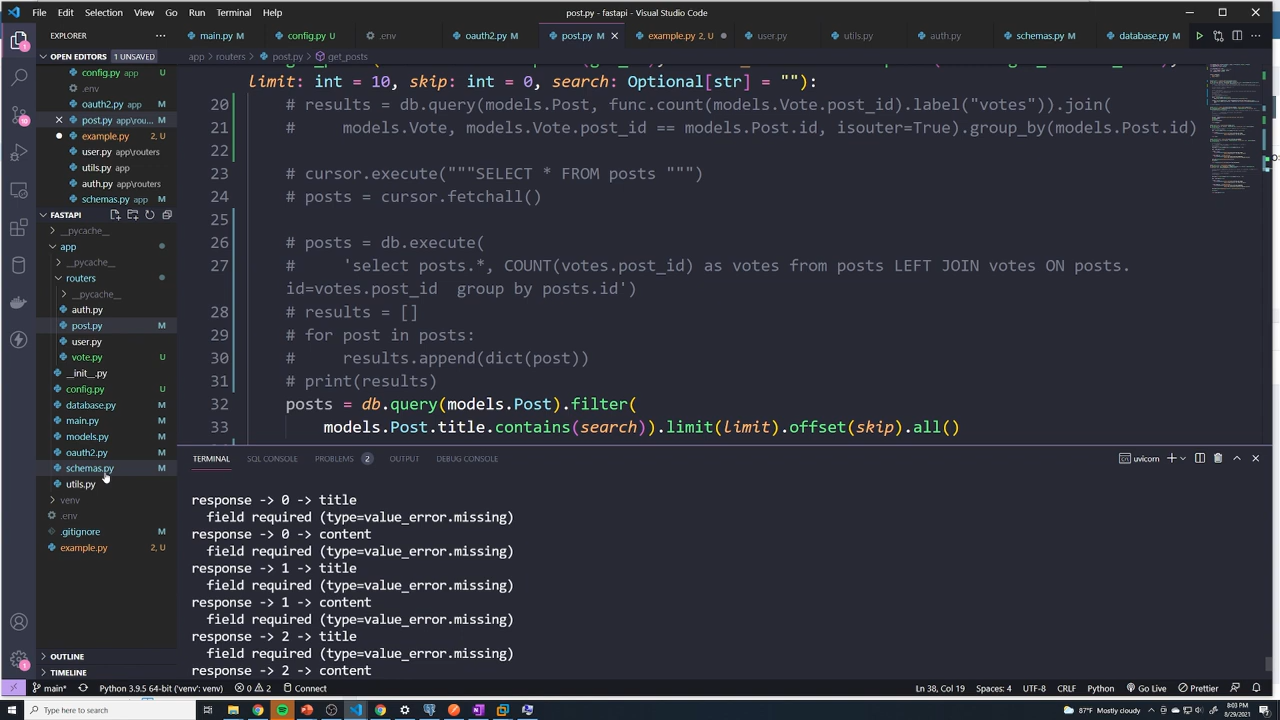 File Edit Selection View Go Run Terminal Help post.py - fastapi - Visual Studio Code
EXPLORER main.py M config.py U .env oauth2.py M post.py M example.py 2, U user.py utils.py auth.py schemas.py M database.py M
OPEN EDITORS 1 UNSAVED app > routers > post.py > get_posts
config.py U
.env
oauth2.py M
post.py app\rou... M
example.py 2, U
user.py app\routers
utils.py app
auth.py app\routers
schemas.py app M
FASTAPI
__pycache__
app
__pycache__
routers
__pycache__
auth.py
post.py M
user.py
vote.py U
__init__.py
config.py U
database.py M
main.py M
models.py M
oauth2.py M
schemas.py M
utils.py
venv
.env
.gitignore M
example.py 2, U
OUTLINE
TIMELINE
limit: int = 10, skip: int = 0, search: Optional[str] = ""):
20 # results = db.query(models.Post, func.count(models.Vote.post_id).label("votes")).join(
21 # models.Vote, models.Vote.post_id == models.Post.id, isouter=True).group_by(models.Post.id)
22
23 # cursor.execute("""SELECT * FROM posts """)
24 # posts = cursor.fetchall()
25
26 # posts = db.execute(
27 # 'select posts.*, COUNT(votes.post_id) as votes from posts LEFT JOIN votes ON posts.
id=votes.post_id  group by posts.id')
28 # results = []
29 # for post in posts:
30 # results.append(dict(post))
31 # print(results)
32 posts = db.query(models.Post).filter(
33 models.Post.title.contains(search)).limit(limit).offset(skip).all()
TERMINAL SQL CONSOLE PROBLEMS 2 OUTPUT DEBUG CONSOLE uvicorn
response -> 0 -> title
field required (type=value_error.missing)
response -> 0 -> content
field required (type=value_error.missing)
response -> 1 -> title
field required (type=value_error.missing)
response -> 1 -> content
field required (type=value_error.missing)
response -> 2 -> title
field required (type=value_error.missing)
response -> 2 -> content
main* Python 3.9.5 64-bit ('venv': venv) 0 2 Connect Ln 38, Col 19 Spaces: 4 UTF-8 CRLF Python Go Live Prettier
Type here to search 87°F Mostly cloudy 8:03 PM
8/29/2021